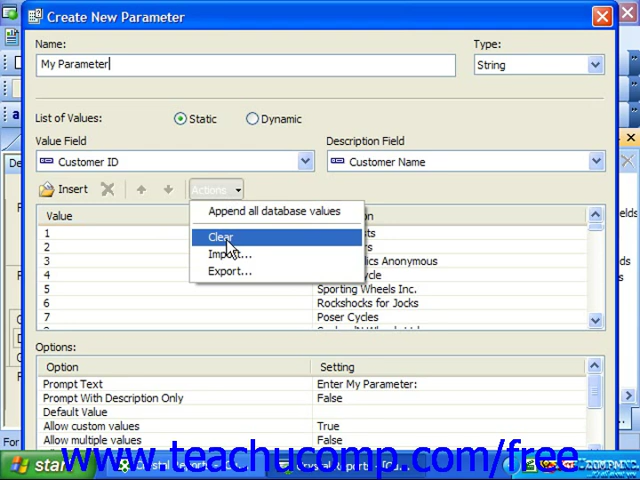 Create New Parameter
Name:
Type:
My Parameter
String
List of Values:
Static
Dynamic
Value Field
Description Field
Customer ID
Customer Name
Insert
Actions
Append all database values
Clear
Import...
Export...
Value
1
2
3
Anonymous
4
5
Sporting Wheels Inc.
6
Rockshocks for Jocks
7
Poser Cycles
Options:
Option
Setting
Prompt Text
Enter My Parameter:
Prompt With Description Only
False
Default Value
Allow custom values
True
Allow multiple values
False
For
www.teachucomp.com/free
start